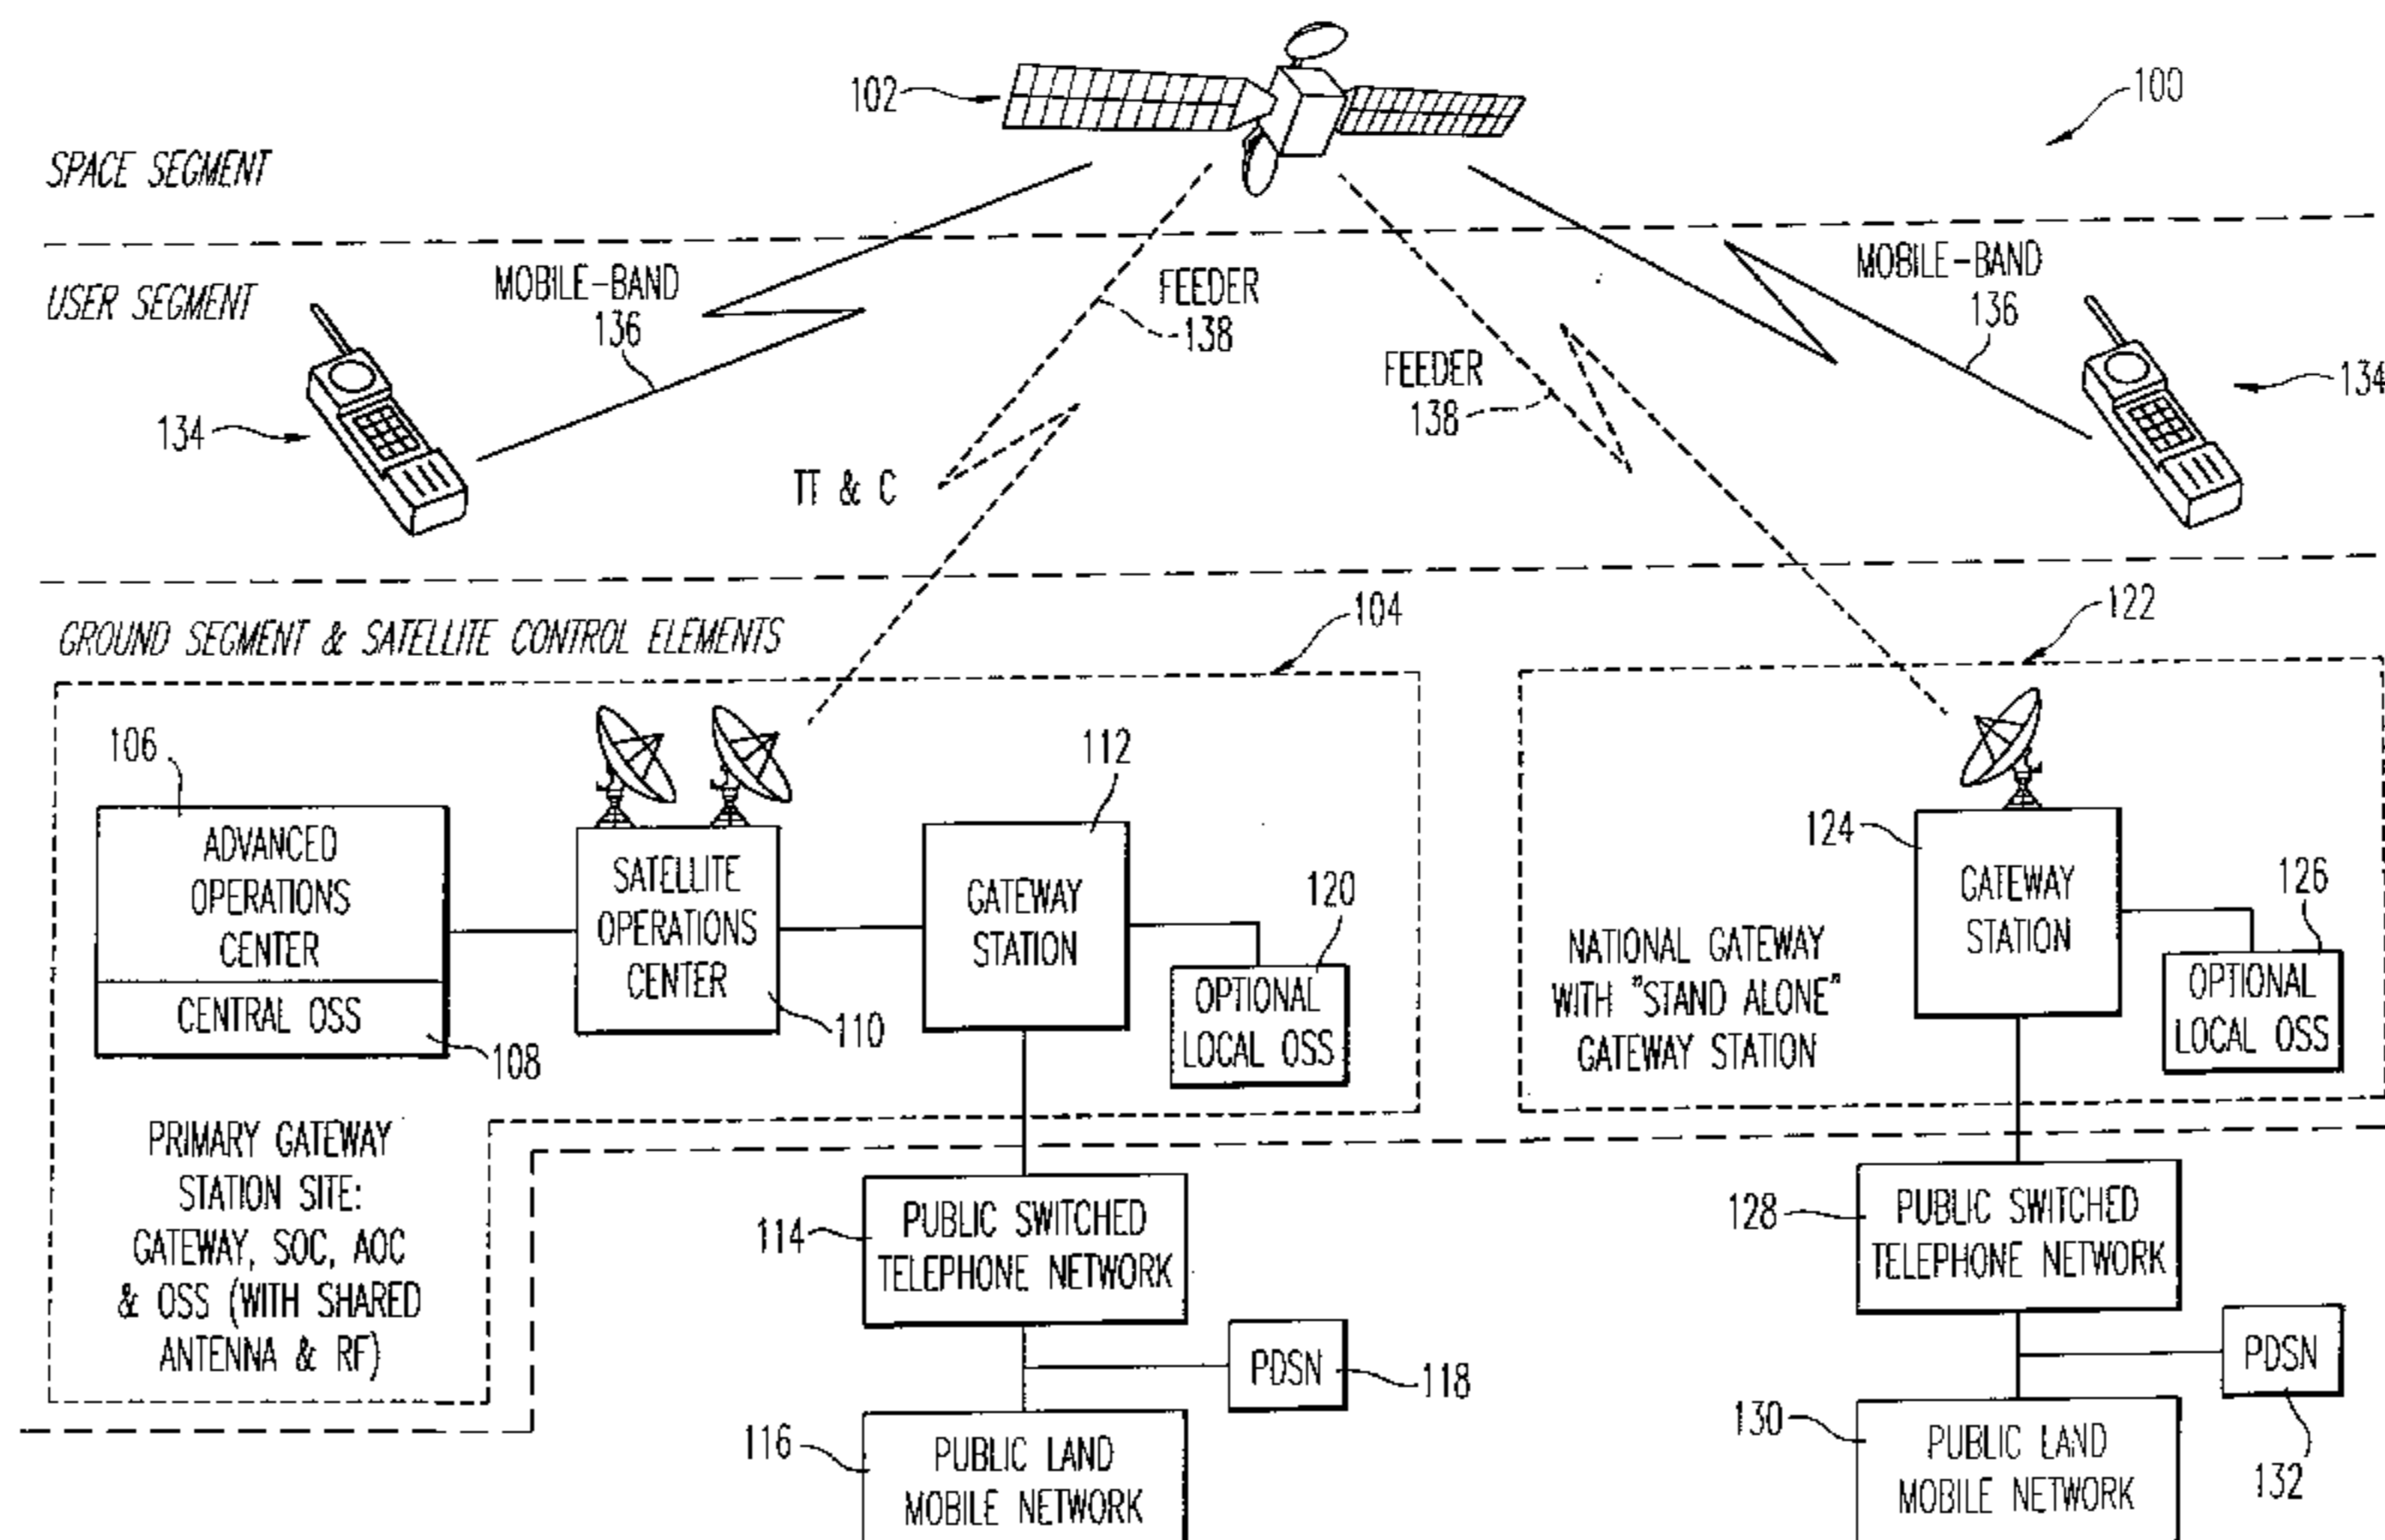 102
100
SPACE SEGMENT
USER SEGMENT
MOBILE-BAND
136
FEEDER
138
FEEDER
138
MOBILE-BAND
136
134
134
TT & C
GROUND SEGMENT & SATELLITE CONTROL ELEMENTS
104
122
106
ADVANCED
OPERATIONS
CENTER
CENTRAL OSS
108
SATELLITE
OPERATIONS
CENTER
110
112
GATEWAY
STATION
120
OPTIONAL
LOCAL OSS
124
GATEWAY
STATION
126
OPTIONAL
LOCAL OSS
NATIONAL GATEWAY
WITH "STAND ALONE"
GATEWAY STATION
PRIMARY GATEWAY
STATION SITE:
GATEWAY, SOC, AOC
& OSS (WITH SHARED
ANTENNA & RF)
114
PUBLIC SWITCHED
TELEPHONE NETWORK
PDSN
118
116
PUBLIC LAND
MOBILE NETWORK
128
PUBLIC SWITCHED
TELEPHONE NETWORK
PDSN
132
130
PUBLIC LAND
MOBILE NETWORK